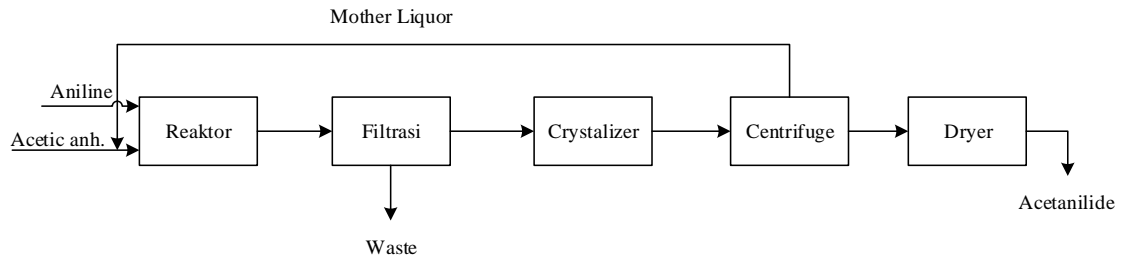 Mother Liquor
Aniline
Acetic anh.
Reaktor
Filtrasi
Crystalizer
Centrifuge
Dryer
Acetanilide
Waste